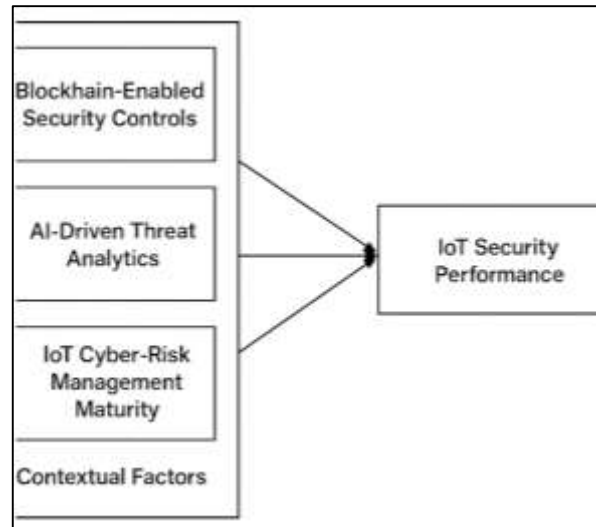 Blockhain-Enabled
Security Controls
AI-Driven Threat
Analytics
IoT Cyber-Risk
Management
Maturity
Contextual Factors
IoT Security
Performance